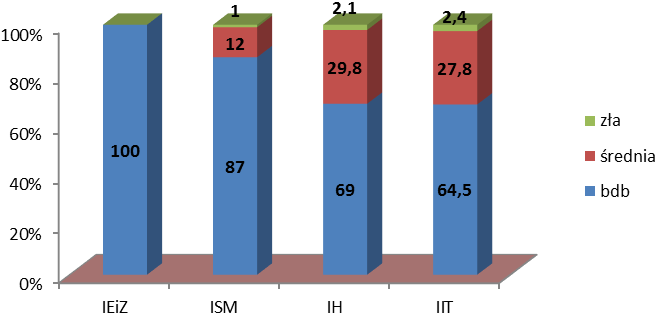 1
2,1
2,4
100%
12
29,8
27,8
80%
zła
60%
100
średnia
87
69
64,5
bdb
40%
20%
0%
IEiZ
ISM
IH
IIT